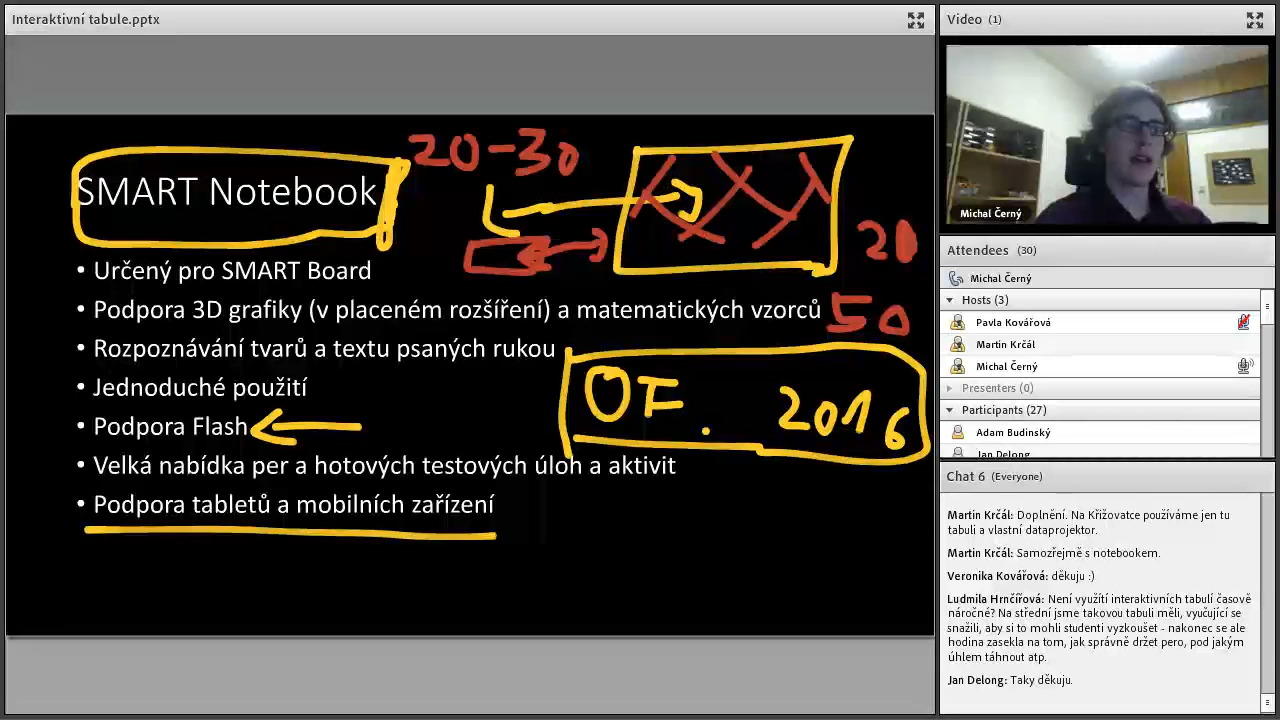 Interaktivní tabule.pptx
SMART Notebook
20-30
20
50
• Určený pro SMART Board
• Podpora 3D grafiky (v placeném rozšíření) a matematických vzorců
• Rozpoznávání tvarů a textu psaných rukou
• Jednoduché použití
• Podpora Flash
OF. 2016
• Velká nabídka per a hotových testových úloh a aktivit
• Podpora tabletů a mobilních zařízení
Video (1)
Michal Černý
Attendees (30)
Michal Černý
Hosts (3)
Pavla Kovářová
Martin Krčál
Michal Černý
Presenters (0)
Participants (27)
Adam Budinský
Jan Delong
Chat 6 (Everyone)
Martin Krčál: Doplnění. Na Křižovatce používáme jen tu
tabuli a vlastní dataprojektor.
Martin Krčál: Samozřejmě s notebookem.
Veronika Kovářová: děkuju :)
Ludmila Hrnčířová: Není využítí interaktivních tabulí časově
náročné? Na střední jsme takovou tabuli měli, vyučující se
snažili, aby si to mohli studenti vyzkoušet - nakonec se ale
hodina zasekla na tom, jak správně držet pero, pod jakým
úhlem táhnout atp.
Jan Delong: Taky děkuju.